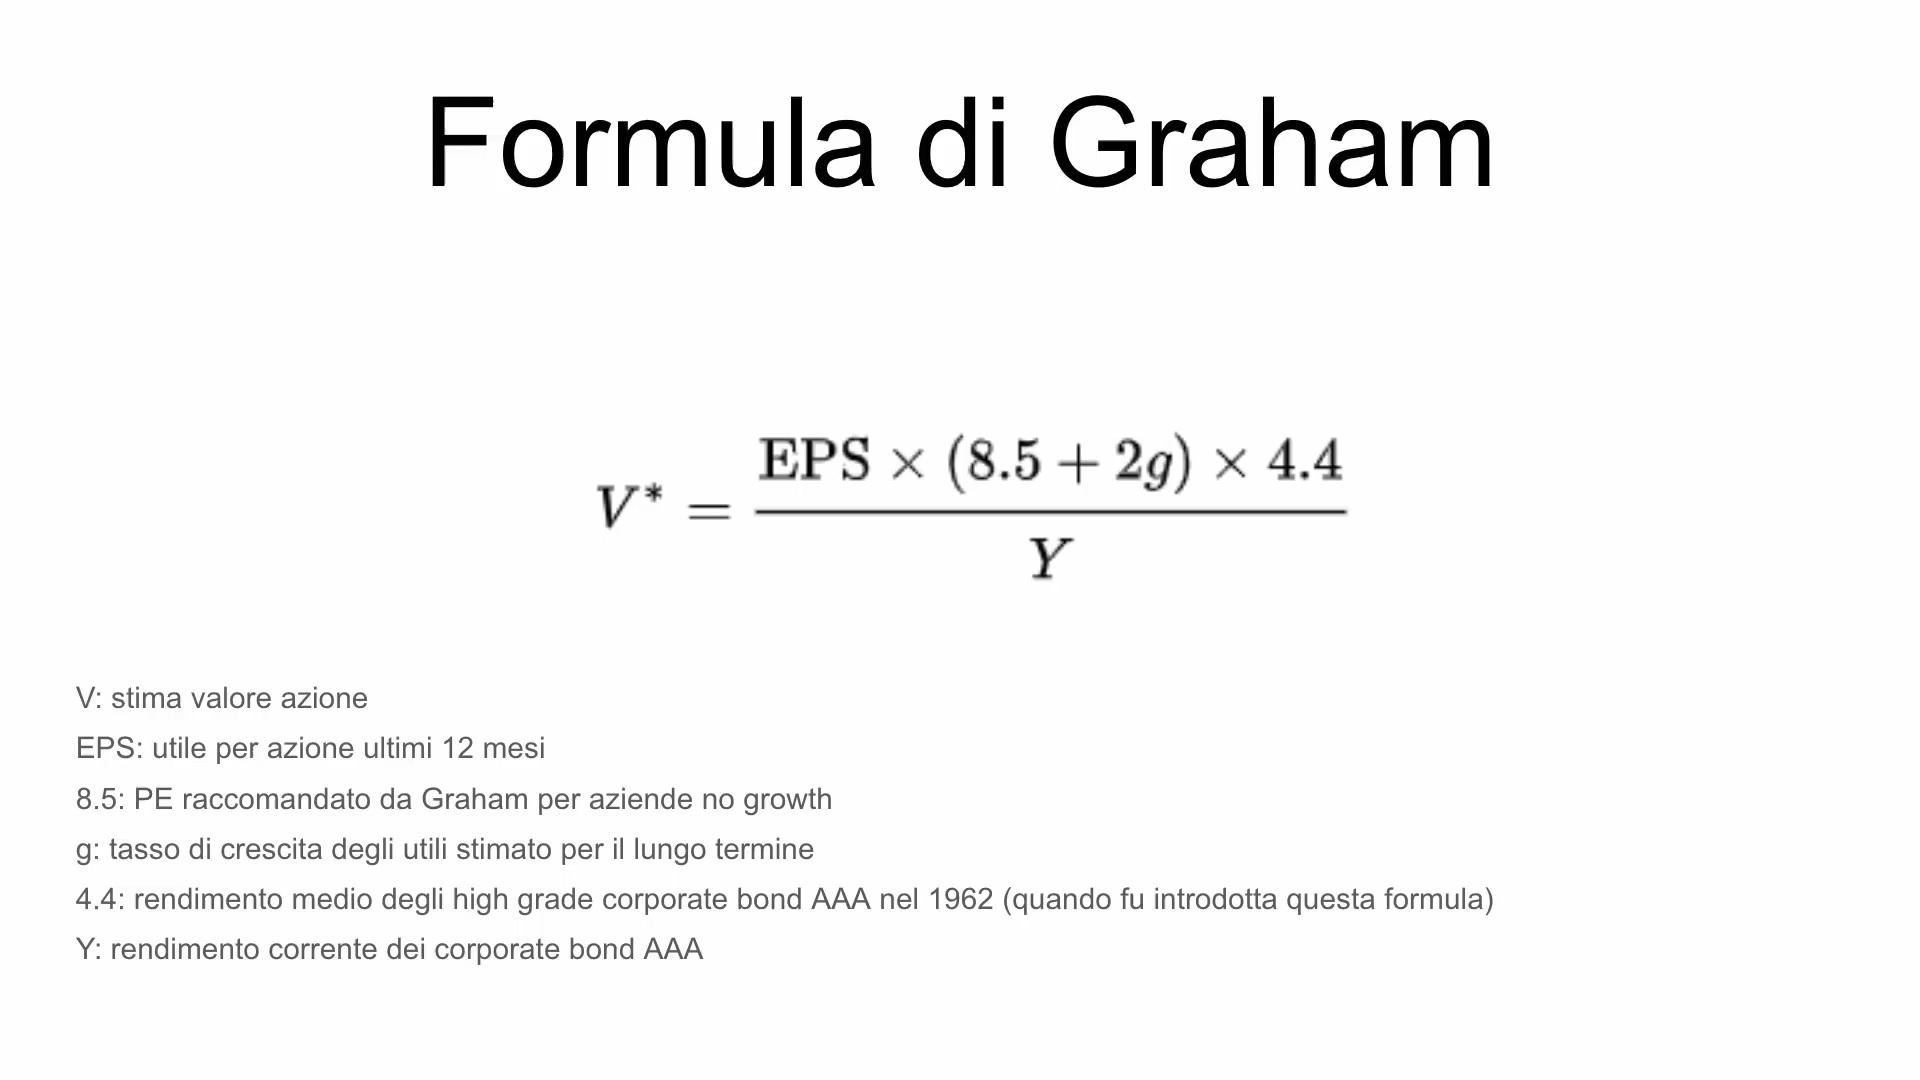 Formula di Graham
V* = EPS × (8.5 + 2g) × 4.4 / Y
V: stima valore azione
EPS: utile per azione ultimi 12 mesi
8.5: PE raccomandato da Graham per aziende no growth
g: tasso di crescita degli utili stimato per il lungo termine
4.4: rendimento medio degli high grade corporate bond AAA nel 1962 (quando fu introdotta questa formula)
Y: rendimento corrente dei corporate bond AAA